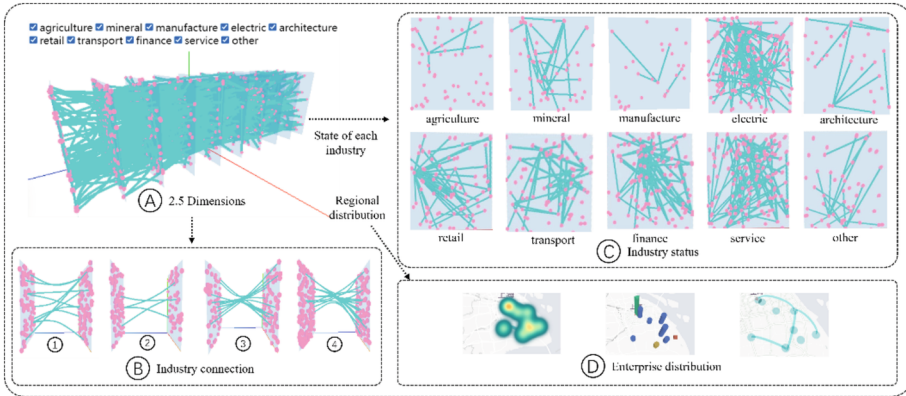 agriculture mineral manufacture electric architecture
retail transport finance service other
State of each
industry
Regional
distribution
A 2.5 Dimensions
agriculture mineral manufacture electric architecture
retail transport finance service other
C Industry status
1 2 3 4
B Industry connection
D Enterprise distribution